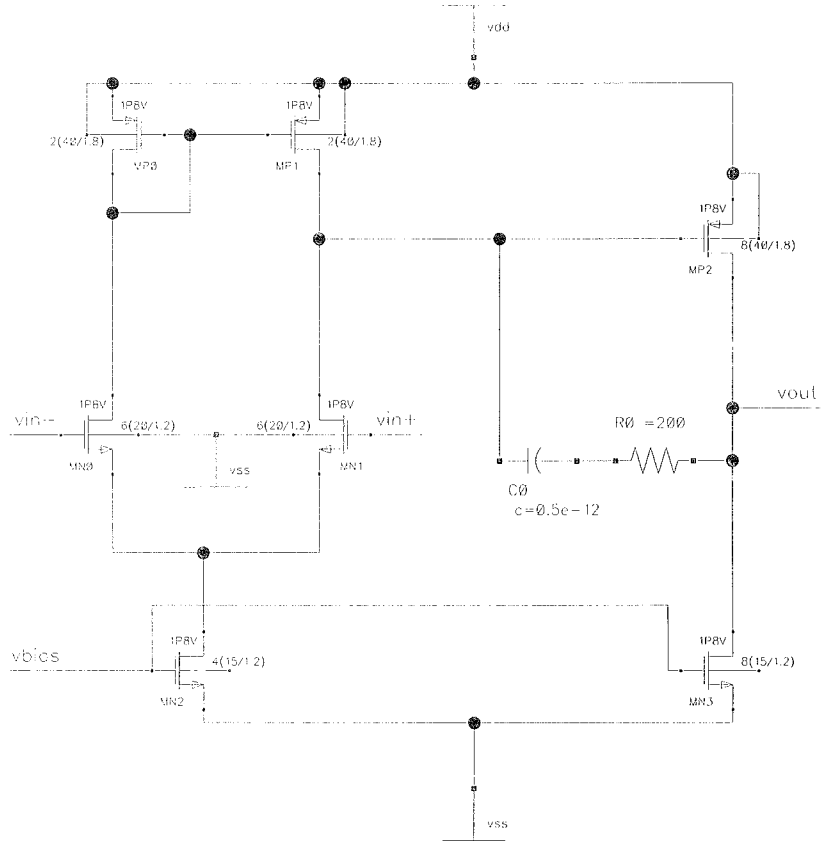 vdd
1P8V
1P8V
2(40/1.8)
2(40/1.8)
MP0
MP1
1P8V
8(40/1.8)
MP2
1P8V
1P8V
vin-
6(20/1.2)
6(20/1.2)
vin+
vout
R0 =200
MN0
vss
MN1
C0
c=0.5e-12
1P8V
1P8V
vbias
4(15/1.2)
8(15/1.2)
MN2
MN3
vss